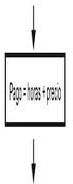 Pago = horas + precio